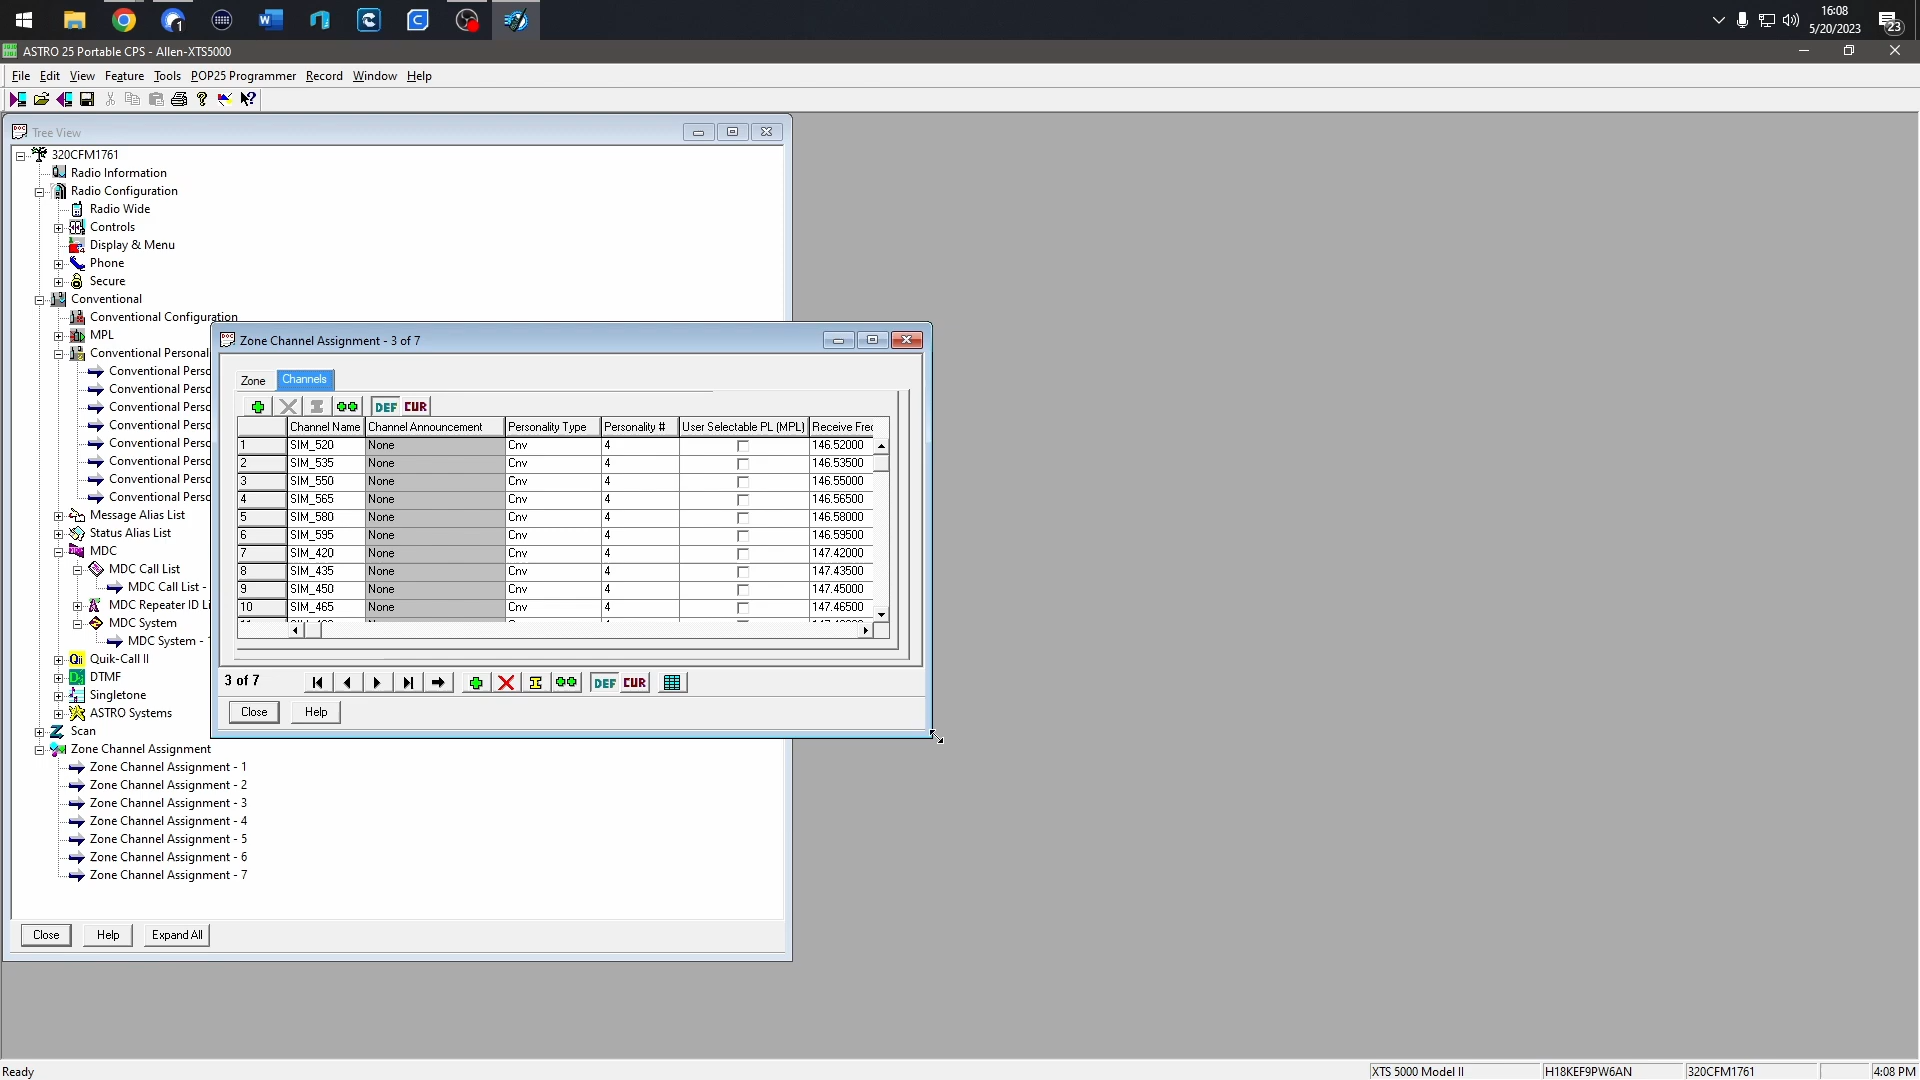 16:08
5/20/2023
23
ASTRO 25 Portable CPS - Allen-XTS5000
File Edit View Feature Tools POP25 Programmer Record Window Help
Tree View
320CFM1761
Radio Information
Radio Configuration
Radio Wide
Controls
Display & Menu
Phone
Secure
Conventional
Conventional Configuration
MPL
Conventional Personal
Conventional Perso
Conventional Perso
Conventional Perso
Conventional Perso
Conventional Perso
Conventional Perso
Conventional Perso
Conventional Perso
Message Alias List
Status Alias List
MDC
MDC Call List
MDC Call List -
MDC Repeater ID Li
MDC System
MDC System - 1
Quik-Call II
DTMF
Singletone
ASTRO Systems
Scan
Zone Channel Assignment
Zone Channel Assignment - 1
Zone Channel Assignment - 2
Zone Channel Assignment - 3
Zone Channel Assignment - 4
Zone Channel Assignment - 5
Zone Channel Assignment - 6
Zone Channel Assignment - 7
Close Help Expand All
Zone Channel Assignment - 3 of 7
Zone Channels
DEF CUR
Channel Name Channel Announcement Personality Type Personality # User Selectable PL (MPL) Receive Frec
1 SIM_520 None Cnv 4 146.52000
2 SIM_535 None Cnv 4 146.53500
3 SIM_550 None Cnv 4 146.55000
4 SIM_565 None Cnv 4 146.56500
5 SIM_580 None Cnv 4 146.58000
6 SIM_595 None Cnv 4 146.59500
7 SIM_420 None Cnv 4 147.42000
8 SIM_435 None Cnv 4 147.43500
9 SIM_450 None Cnv 4 147.45000
10 SIM_465 None Cnv 4 147.46500
3 of 7 DEF CUR
Close Help
Ready XTS 5000 Model II H18KEF9PW6AN 320CFM1761 4:08 PM